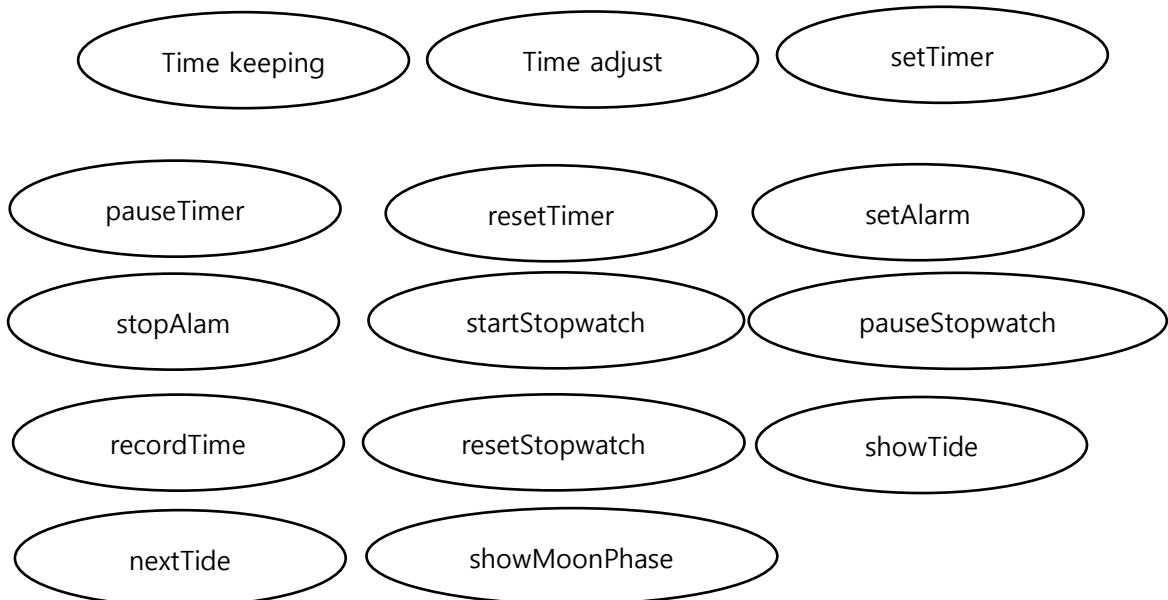 Time keeping
Time adjust
setTimer
pauseTimer
resetTimer
setAlarm
stopAlam
startStopwatch
pauseStopwatch
recordTime
resetStopwatch
showTide
nextTide
showMoonPhase